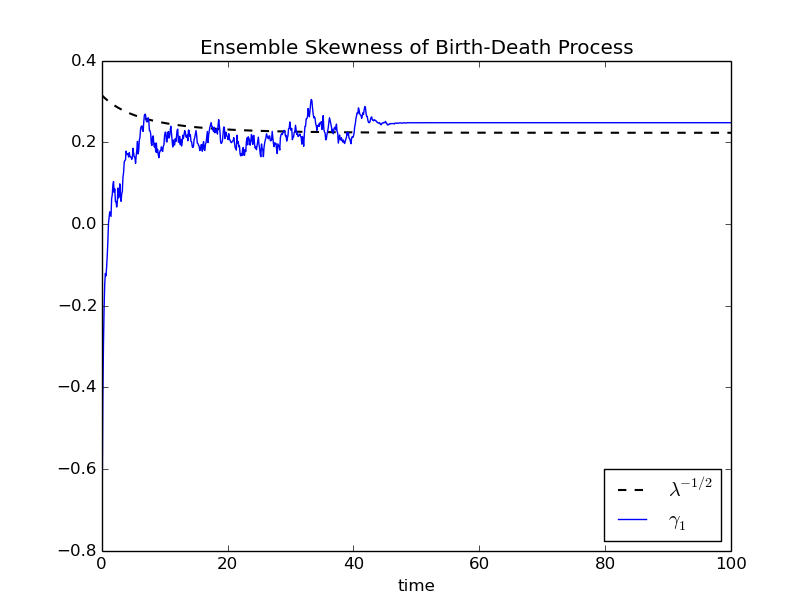 Ensemble Skewness of Birth-Death Process
0.4
0.2
0.0
−0.2
−0.4
−0.6
−0.8
λ^{−1/2}
γ_1
0 20 40 60 80 100
time